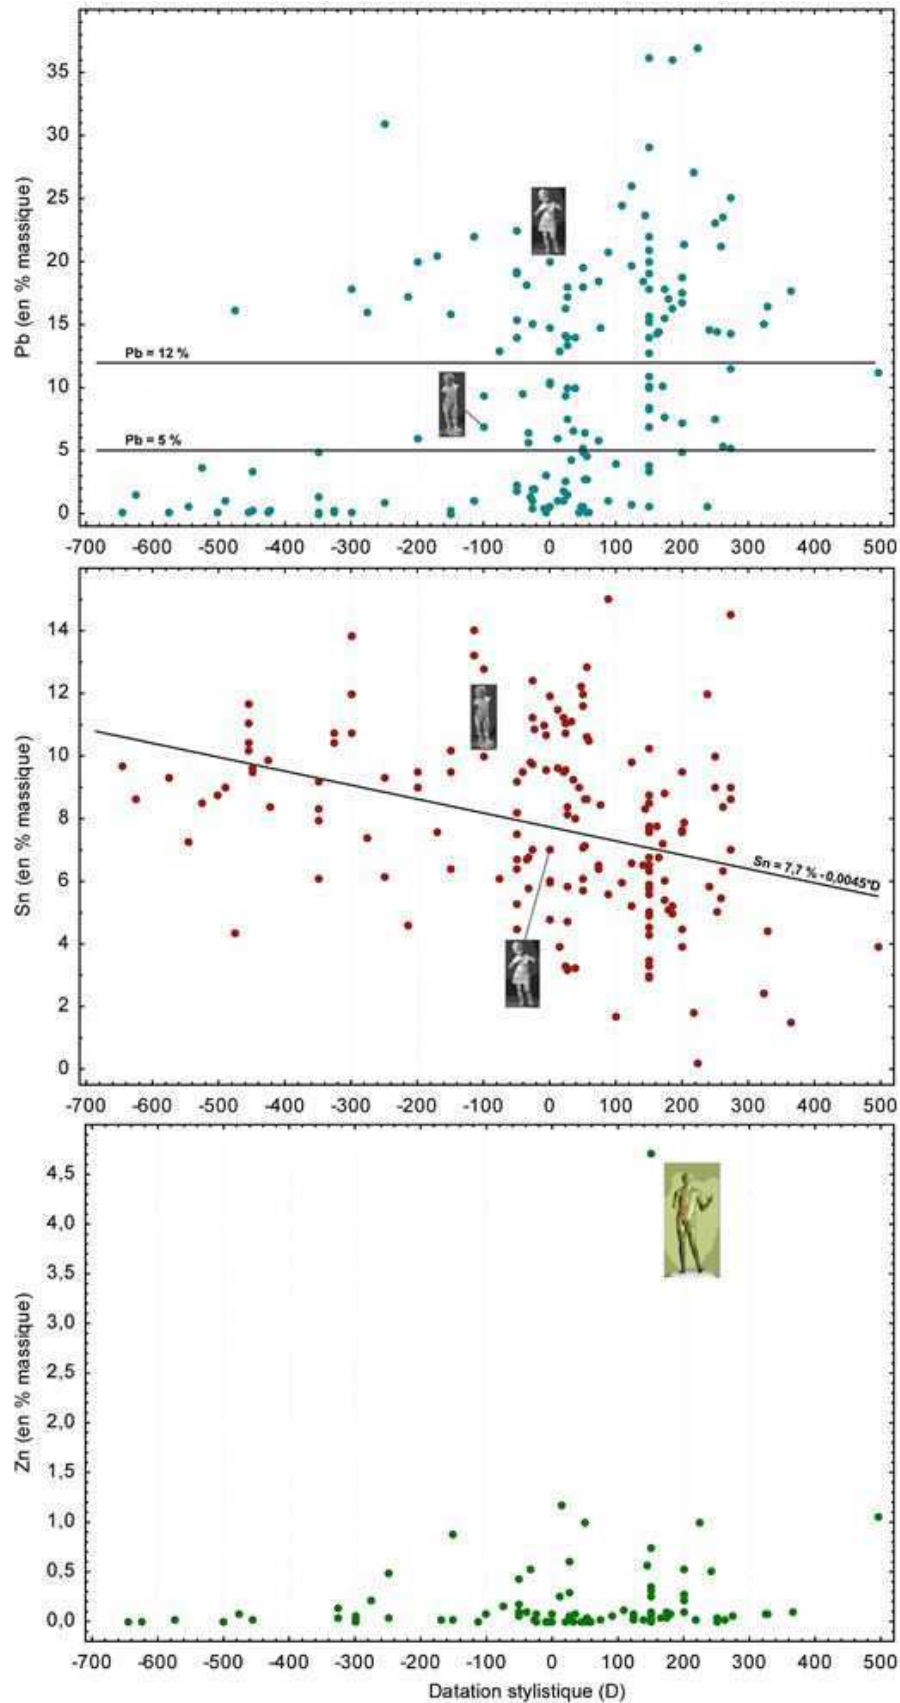 35
30
25
20
15
10
5
0
Pb (en % massique)
Pb = 12 %
Pb = 5 %
-700 -600 -500 -400 -300 -200 -100 0 100 200 300 400 500
14
12
10
8
6
4
2
0
Sn (en % massique)
Sn = 7,7 % - 0,0045*D
-700 -600 -500 -400 -300 -200 -100 0 100 200 300 400 500
4.5
4.0
3.5
3.0
2.5
2.0
1.5
1.0
0.5
0,0
Zn (en % massique)
-700 -600 -500 -400 -300 -200 -100 0 100 200 300 400 500
Datation stylistique (D)